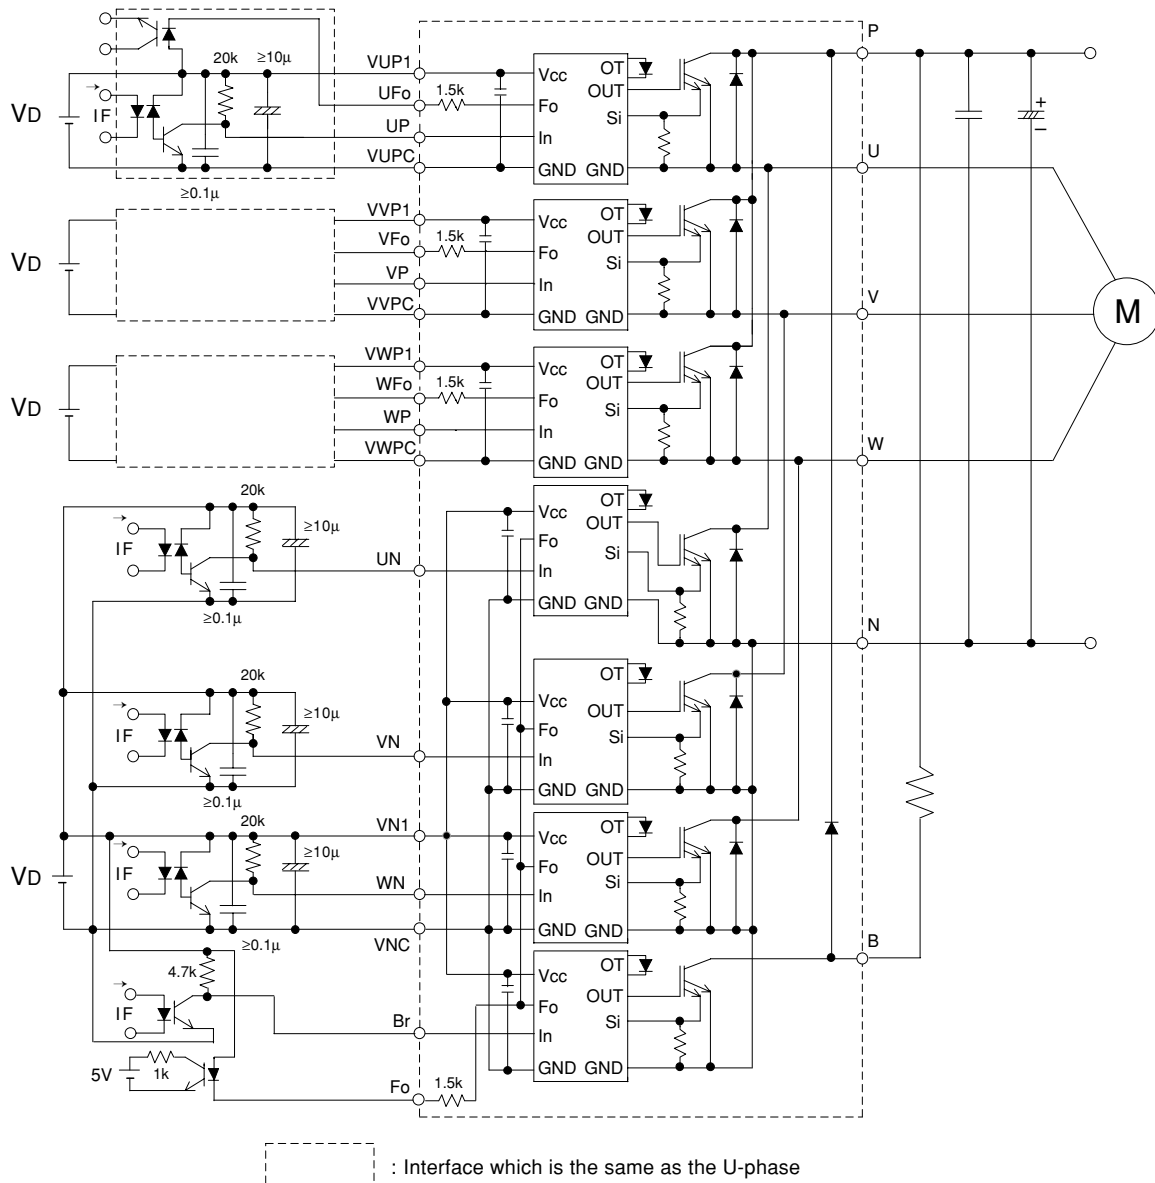 P
20k ≥10μ VUP1 Vcc OT
UFo 1.5k Fo OUT
VD IF Si
UP In
VUPC GND GND U
≥0.1μ
+
–
VVP1 Vcc OT
VFo 1.5k Fo OUT
VD Si
VP In
VVPC GND GND V
M
VWP1 Vcc OT
WFo 1.5k Fo OUT
VD Si
WP In
VWPC GND GND W
20k OT
≥10μ Vcc OUT
IF Fo Si
UN In
≥0.1μ GND GND N
20k OT
≥10μ Vcc OUT
IF Fo Si
VN In
≥0.1μ GND GND
20k VN1 Vcc OT
≥10μ OUT
VD IF Fo Si
WN In
≥0.1μ VNC GND GND B
4.7k Vcc OT
IF Fo OUT
Br In Si
5V 1k GND GND
Fo 1.5k
: Interface which is the same as the U-phase